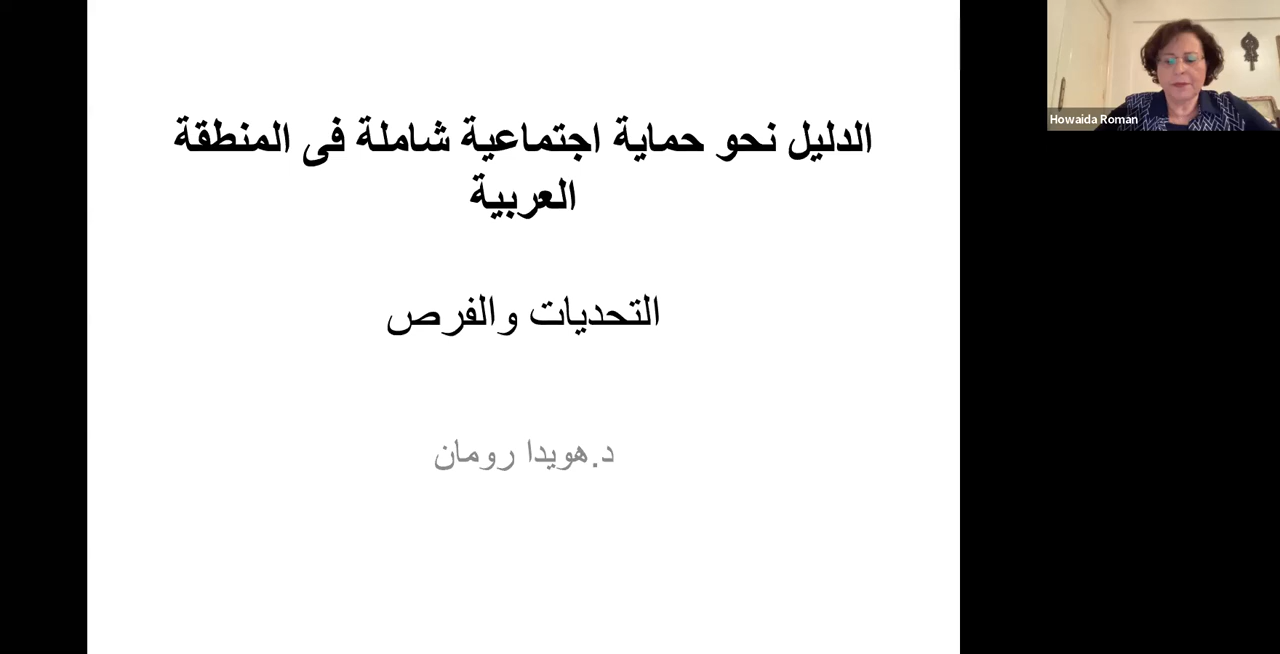 الدليل نحو حماية اجتماعية شاملة فى المنطقة
العربية
التحديات والفرص
د.هويدا رومان
Howaida Roman